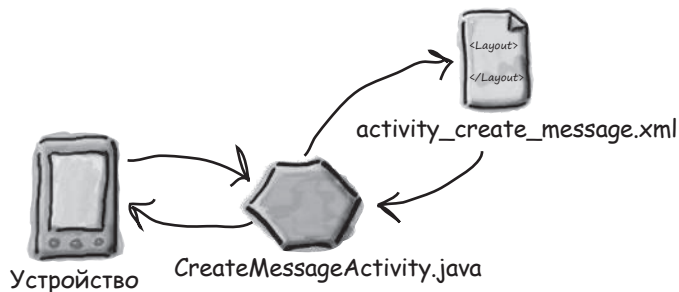 <Layout>
</Layout>
activity_create_message.xml
Устройство
CreateMessageActivity.java